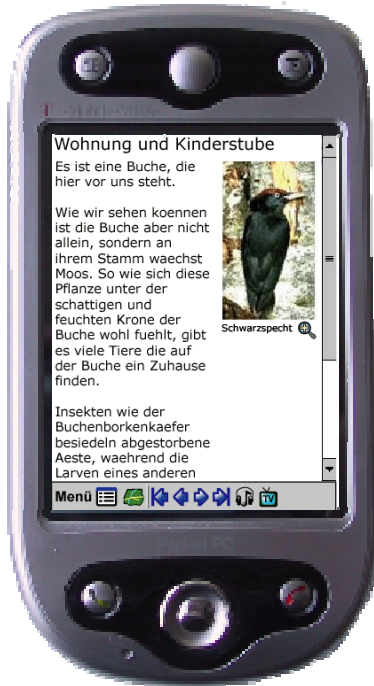 Wohnung und Kinderstube
Es ist eine Buche, die
hier vor uns steht.
Wie wir sehen koennen
ist die Buche aber nicht
allein, sondern an
ihrem Stamm waechst
Moos. So wie sich diese
Pflanze unter der
schattigen und
feuchten Krone der
Buche wohl fuehlt, gibt
es viele Tiere die auf
der Buche ein Zuhause
finden.
Schwarzspecht
Insekten wie der
Buchenborkenkaefer
besiedeln abgestorbene
Aeste, waehrend die
Larven eines anderen
Menü
TV